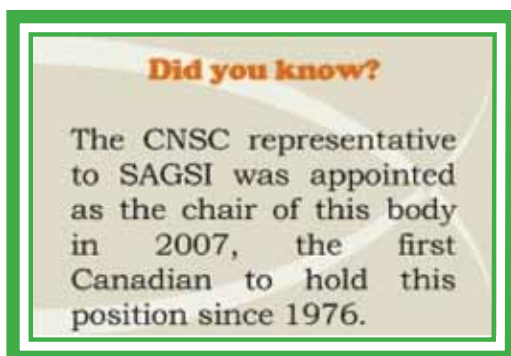 Did you know?
The CNSC representative
to SAGSI was appointed
as the chair of this body
in 2007, the first
Canadian to hold this
position since 1976.